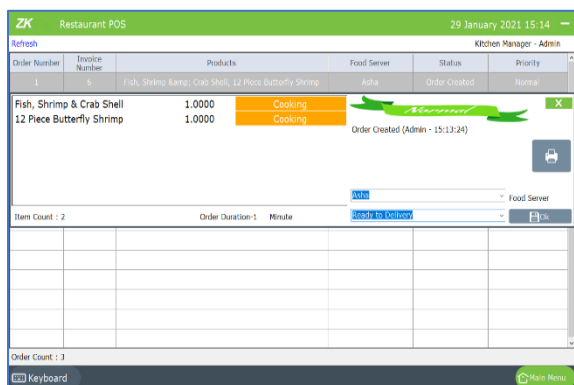 ZK Restaurant POS 29 January 2021 15:14
Refresh Kitchen Manager - Admin
Order Number Invoice Number Products Food Server Status Priority
1 6 Fish, Shrimp &amp; Crab Shell, 12 Piece Butterfly Shrimp Asha Order Created Normal
Fish, Shrimp & Crab Shell 1.0000 Cooking Normal X
12 Piece Butterfly Shrimp 1.0000 Cooking
Order Created (Admin - 15:13:24)
Asha Food Server
Item Count : 2 Order Duration-1 Minute Ready to Delivery Ok
Order Count : 3
Keyboard Main Menu